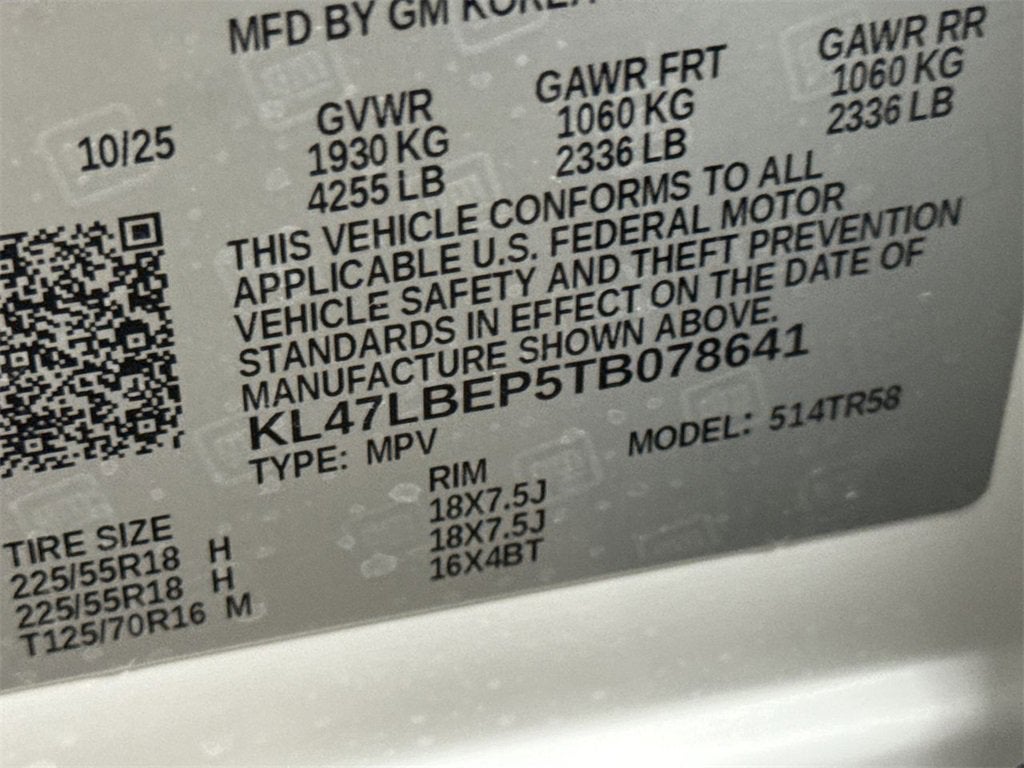 MFD BY GM KOREA
10/25 GVWR GAWR FRT GAWR RR
1930 KG 1060 KG 1060 KG
4255 LB 2336 LB 2336 LB
THIS VEHICLE CONFORMS TO ALL
APPLICABLE U.S. FEDERAL MOTOR
VEHICLE SAFETY AND THEFT PREVENTION
STANDARDS IN EFFECT ON THE DATE OF
MANUFACTURE SHOWN ABOVE.
KL47LBEP5TB078641
TYPE: MPV MODEL: 514TR58
TIRE SIZE RIM
225/55R18 H 18X7.5J
225/55R18 H 18X7.5J
T125/70R16 M 16X4BT